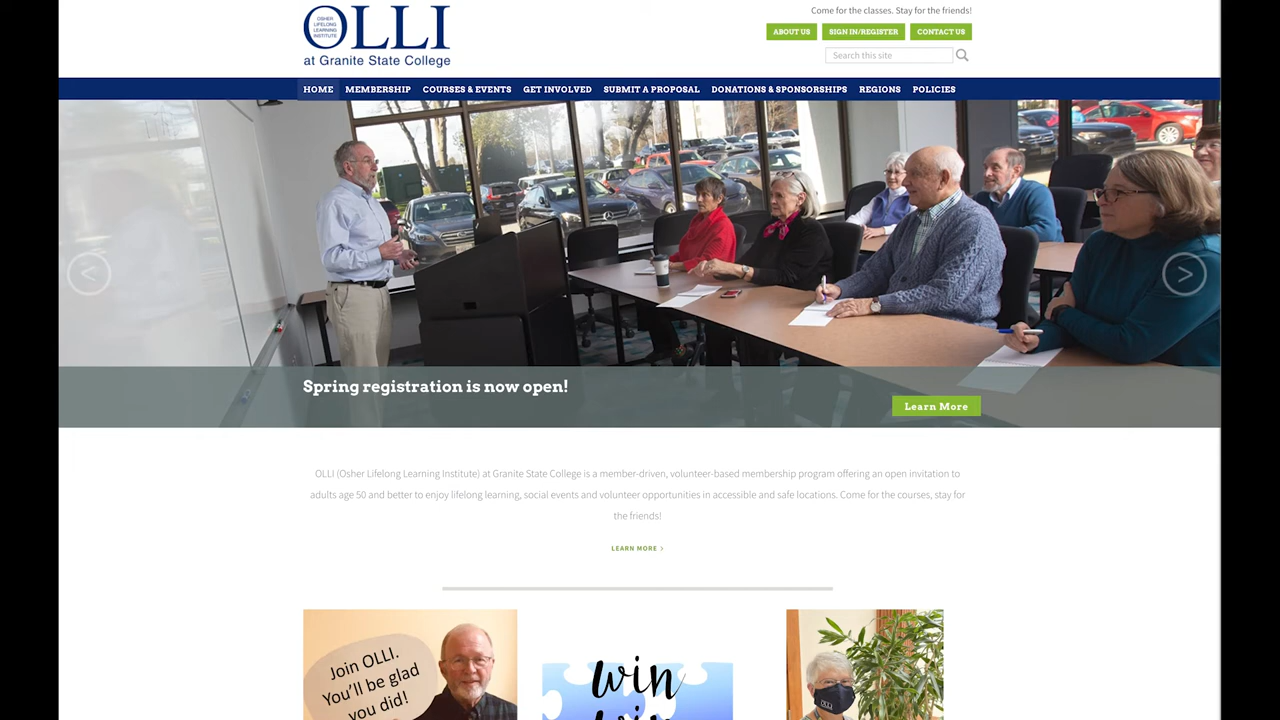 Come for the classes. Stay for the friends!
OSHER
LIFELONG
LEARNING
INSTITUTE
OLLI
at Granite State College
ABOUT US
SIGN IN/REGISTER
CONTACT US
Search this site
HOME
MEMBERSHIP
COURSES & EVENTS
GET INVOLVED
SUBMIT A PROPOSAL
DONATIONS & SPONSORSHIPS
REGIONS
POLICIES
Spring registration is now open!
Learn More
OLLI (Osher Lifelong Learning Institute) at Granite State College is a member-driven, volunteer-based membership program offering an open invitation to
adults age 50 and better to enjoy lifelong learning, social events and volunteer opportunities in accessible and safe locations. Come for the courses, stay for
the friends!
LEARN MORE >
Join OLLI.
You'll be glad
you did!
win
OLLI